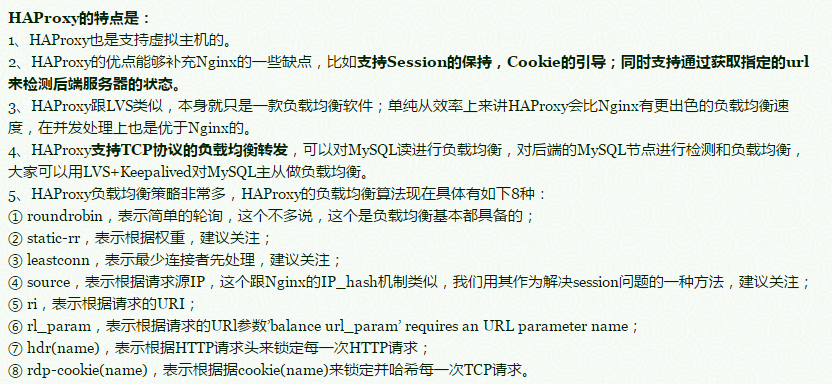 HAProxy的特点是：
1、HAProxy也是支持虚拟主机的。
2、HAProxy的优点能够补充Nginx的一些缺点，比如支持Session的保持，Cookie的引导；同时支持通过获取指定的url
来检测后端服务器的状态。
3、HAProxy跟LVS类似，本身就只是一款负载均衡软件；单纯从效率上来讲HAProxy会比Nginx有更出色的负载均衡速
度，在并发处理上也是优于Nginx的。
4、HAProxy支持TCP协议的负载均衡转发，可以对MySQL读进行负载均衡，对后端的MySQL节点进行检测和负载均衡，
大家可以用LVS+Keepalived对MySQL主从做负载均衡。
5、HAProxy负载均衡策略非常多，HAProxy的负载均衡算法现在具体有如下8种：
① roundrobin，表示简单的轮询，这个不多说，这个是负载均衡基本都具备的；
② static-rr，表示根据权重，建议关注；
③ leastconn，表示最少连接者先处理，建议关注；
④ source，表示根据请求源IP，这个跟Nginx的IP_hash机制类似，我们用其作为解决session问题的一种方法，建议关注；
⑤ ri，表示根据请求的URI；
⑥ rl_param，表示根据请求的URl参数’balance url_param’ requires an URL parameter name；
⑦ hdr(name)，表示根据HTTP请求头来锁定每一次HTTP请求；
⑧ rdp-cookie(name)，表示根据据cookie(name)来锁定并哈希每一次TCP请求。